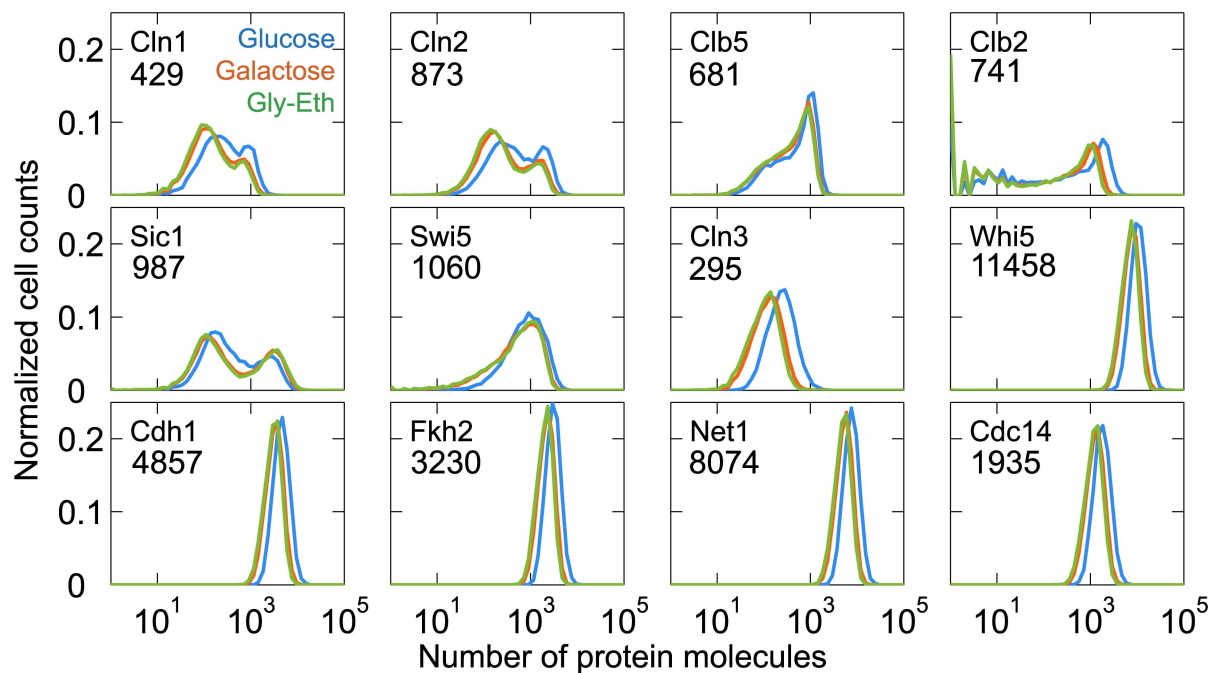 Normalized cell counts
0.2
0.1
0
Cln1
429
Glucose
Galactose
Gly-Eth
Cln2
873
Clb5
681
Clb2
741
0.2
0.1
0
Sic1
987
Swi5
1060
Cln3
295
Whi5
11458
0.2
0.1
0
Cdh1
4857
Fkh2
3230
Net1
8074
Cdc14
1935
10¹ 10³ 10⁵ 10¹ 10³ 10⁵ 10¹ 10³ 10⁵ 10¹ 10³ 10⁵
Number of protein molecules